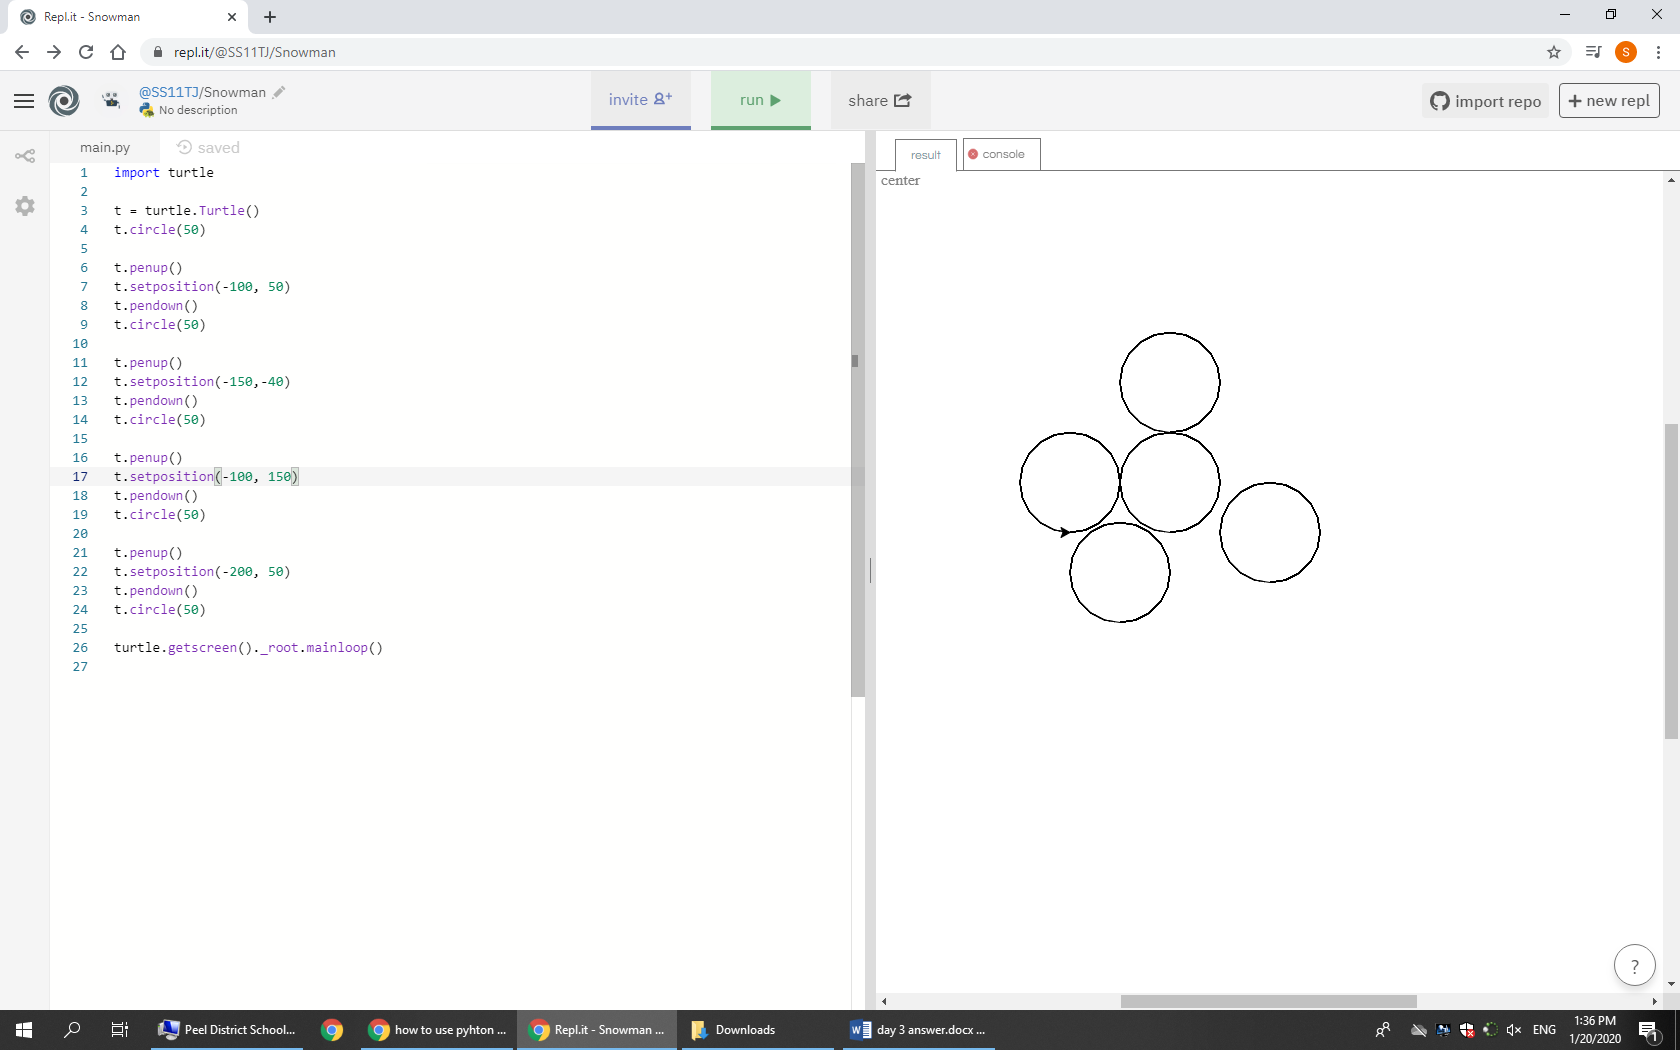 Repl.it - Snowman
repl.it/@SS11TJ/Snowman
S
@SS11TJ/Snowman
No description
invite
run
share
import repo
+ new repl
main.py
saved
result
console
center
1 import turtle
2
3 t = turtle.Turtle()
4 t.circle(50)
5
6 t.penup()
7 t.setposition(-100, 50)
8 t.pendown()
9 t.circle(50)
10
11 t.penup()
12 t.setposition(-150,-40)
13 t.pendown()
14 t.circle(50)
15
16 t.penup()
17 t.setposition(-100, 150)
18 t.pendown()
19 t.circle(50)
20
21 t.penup()
22 t.setposition(-200, 50)
23 t.pendown()
24 t.circle(50)
25
26 turtle.getscreen()._root.mainloop()
27
?
Peel District School...
how to use pyhton ...
Repl.it - Snowman ...
Downloads
day 3 answer.docx ...
ENG
1:36 PM
1/20/2020
1